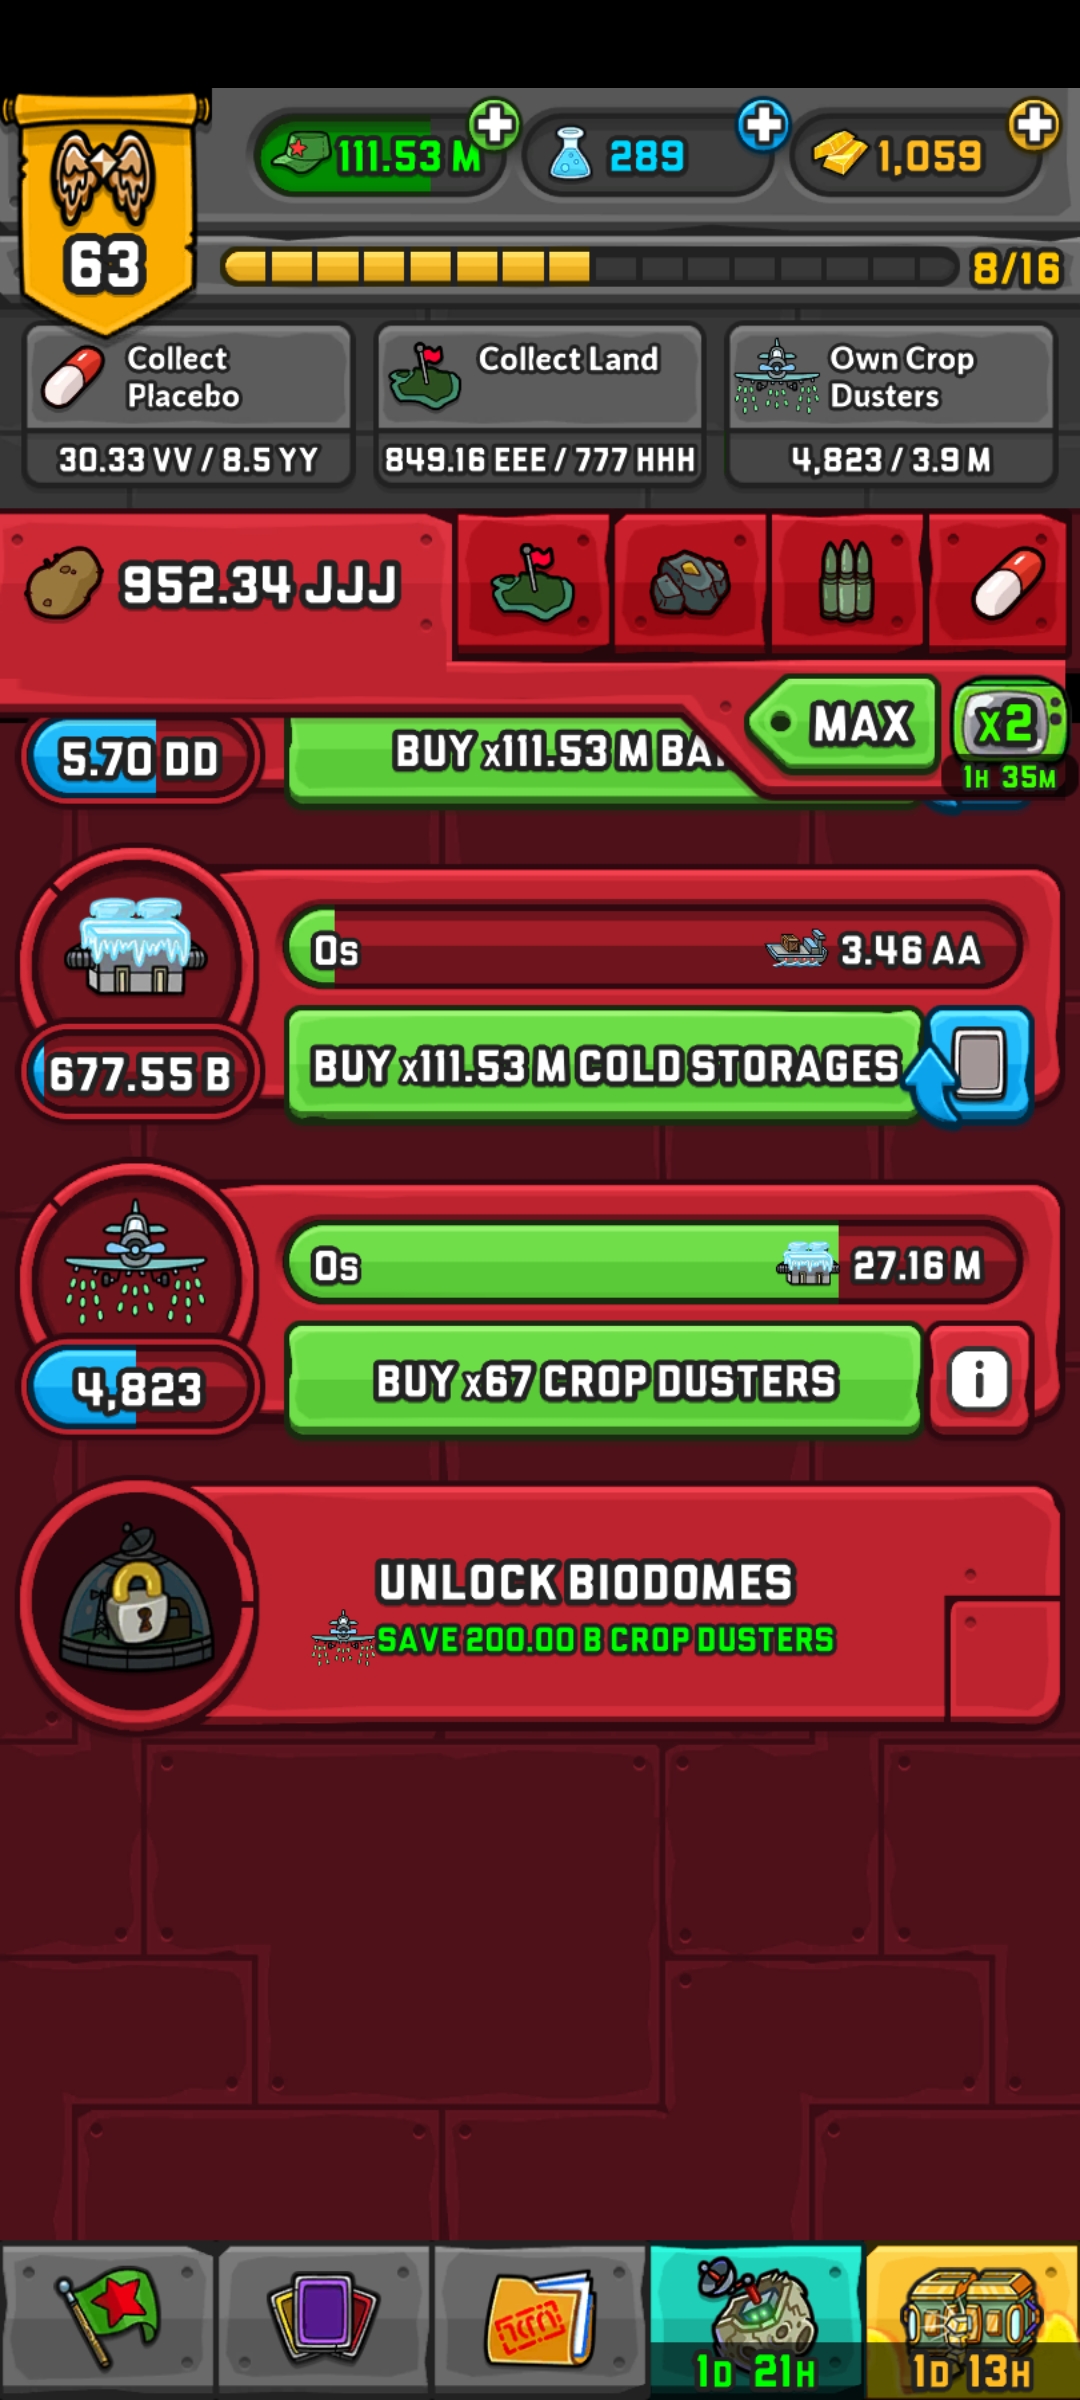 111.53 M
289
1,059
63
8/16
Collect
Placebo
30.33 VV / 8.5 YY
Collect Land
849.16 EEE / 777 HHH
Own Crop
Dusters
4,823 / 3.9 M
952.34 JJJ
MAX
X2
1H 35M
5.70 DD
BUY x111.53 M BA
0s
3.46 AA
677.55 B
BUY x111.53 M COLD STORAGES
0s
27.16 M
4,823
BUY x67 CROP DUSTERS
i
UNLOCK BIODOMES
SAVE 200.00 B CROP DUSTERS
1D 21H
1D 13H